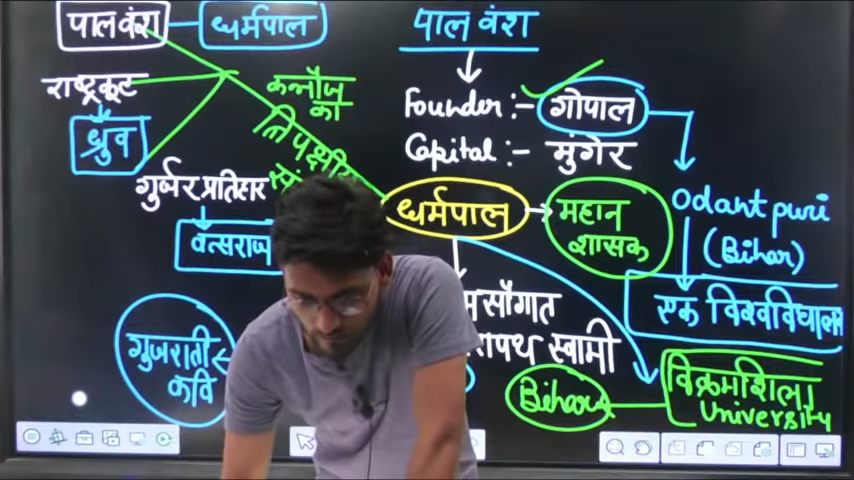 पाल वंश
धर्मपाल
राष्ट्रकूट
ध्रुव
कन्नौज
का
त्रिपक्षीय
गुर्जर प्रतिहार
वत्सराज
गुजराती
कवि
पाल वंश
Founder :- गोपाल
Capital :- मुंगेर
धर्मपाल
महान
शासक
Odantpuri
(Bihar)
एक विश्वविद्यालय
सोड्गात
स्वामी
Bihar
विक्रमशिला
University